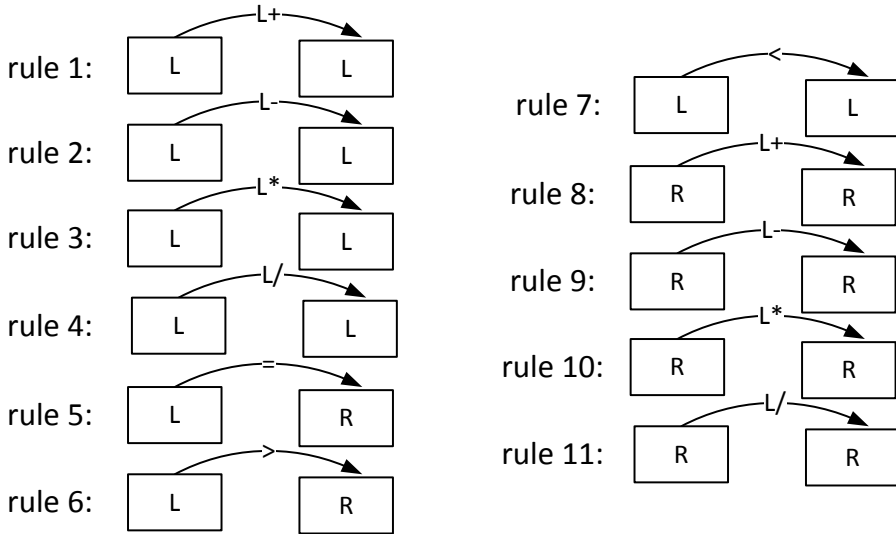 L+
rule 1: L L
L-
rule 2: L L
L*
rule 3: L L
L/
rule 4: L L
=
rule 5: L R
>
rule 6: L R
<
rule 7: L L
L+
rule 8: R R
L-
rule 9: R R
L*
rule 10: R R
L/
rule 11: R R